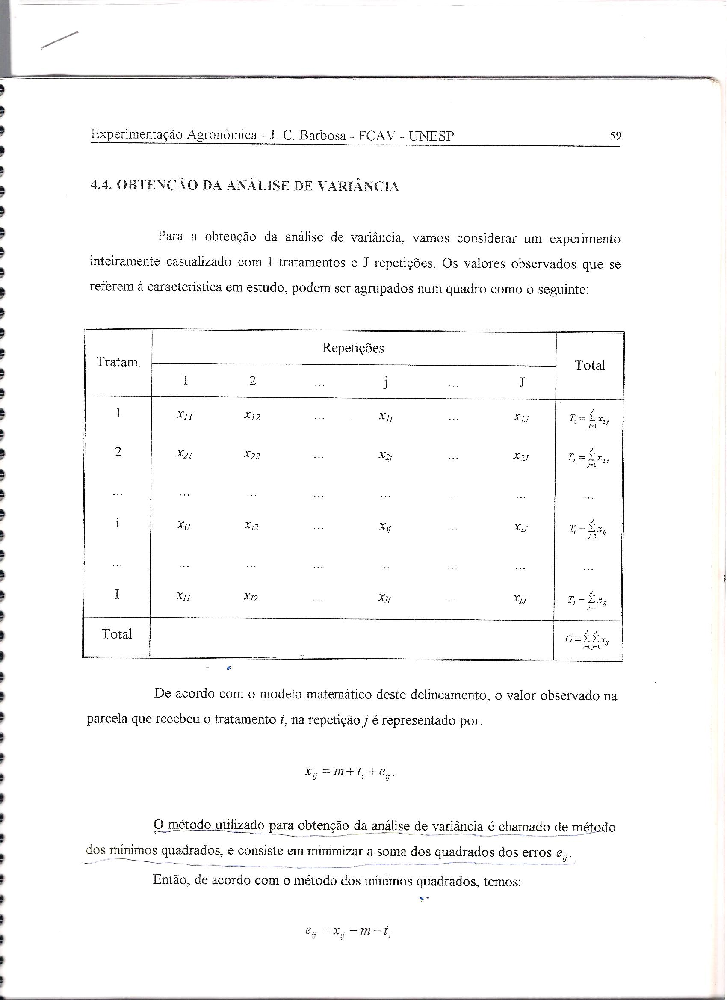 Experimentação Agronômica - J. C. Barbosa - FCAV - UNESP 59
4.4. OBTENÇÃO DA ANÁLISE DE VARIÂNCIA
Para a obtenção da análise de variância, vamos considerar um experimento
inteiramente casualizado com I tratamentos e J repetições. Os valores observados que se
referem à característica em estudo, podem ser agrupados num quadro como o seguinte:
Tratam. Repetições Total
1 2 ... j ... J
1 x_{11} x_{12} ... x_{1j} ... x_{1J} T_1 = \sum_{j=1}^{J} x_{1j}
2 x_{21} x_{22} ... x_{2j} ... x_{2J} T_2 = \sum_{j=1}^{J} x_{2j}
... ... ... ... ... ... ... ...
i x_{i1} x_{i2} ... x_{ij} ... x_{iJ} T_i = \sum_{j=1}^{J} x_{ij}
... ... ... ... ... ... ... ...
I x_{I1} x_{I2} ... x_{Ij} ... x_{IJ} T_I = \sum_{j=1}^{J} x_{Ij}
Total G = \sum_{i=1}^{I} \sum_{j=1}^{J} x_{ij}
De acordo com o modelo matemático deste delineamento, o valor observado na
parcela que recebeu o tratamento i, na repetição j é representado por:
x_{ij} = m + t_i + e_{ij}.
O método utilizado para obtenção da análise de variância é chamado de método
dos mínimos quadrados, e consiste em minimizar a soma dos quadrados dos erros e_{ij}.
Então, de acordo com o método dos mínimos quadrados, temos:
e_{ij} = x_{ij} − m − t_i